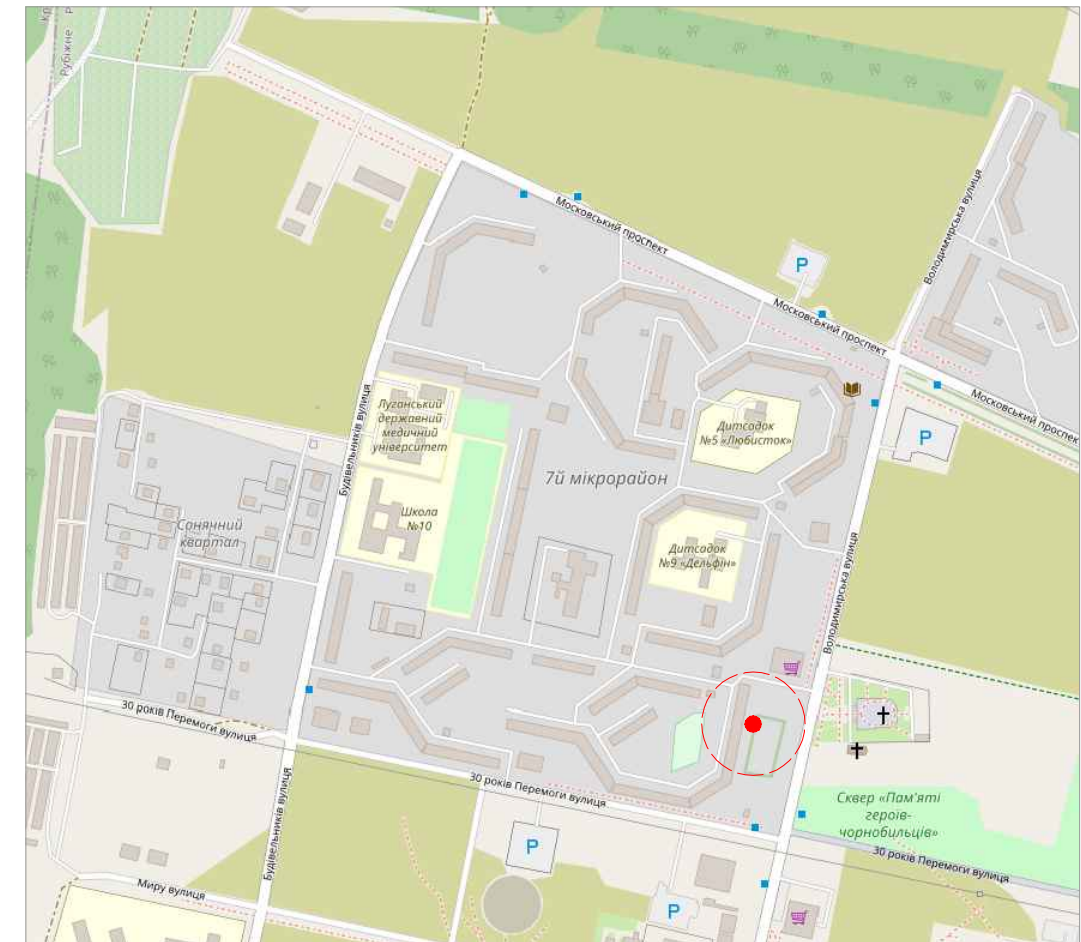 Рубіжне
Московський проспект
Володимирська вулиця
P
Московський проспект
Московський проспект
P
Луганський
державний
медичний
університет
Будівельників вулиця
Дитсадок
№5 «Любисток»
7й мікрорайон
Школа
№10
Сонячний
квартал
Дитсадок
№9 «Дельфін»
Володимирська вулиця
30 років Перемоги вулиця
30 років Перемоги вулиця
Сквер «Пам'яті
героїв-
чорнобильців»
P
30 років Перемоги вулиця
Будівельників вулиця
Миру вулиця
P